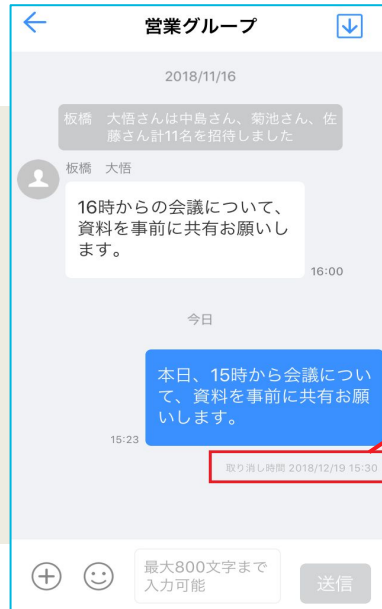 営業グループ
2018/11/16
板橋 大悟さんは中島さん、菊池さん、佐
藤さん計11名を招待しました
板橋 大悟
16時からの会議について、
資料を事前に共有お願いし
ます。
16:00
今日
本日、15時から会議につい
て、資料を事前に共有お願
いします。
15:23
取り消し時間 2018/12/19 15:30
最大800文字まで
入力可能
送信